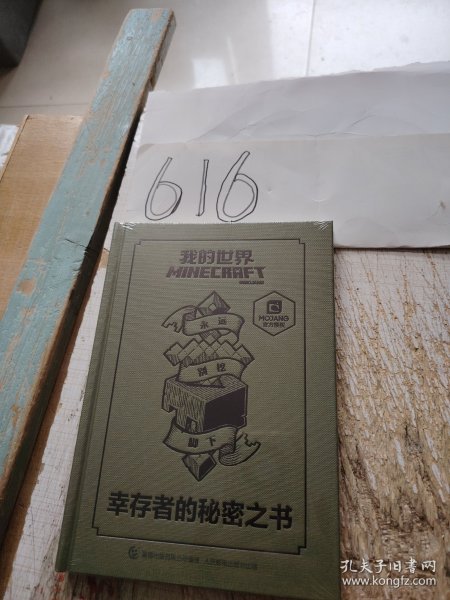 616
我的世界
MINECRAFT
MOJANG
官方授权
永远
别挖
脚下
幸存者的秘密之书
孔夫子旧书网
www.kongfz.com